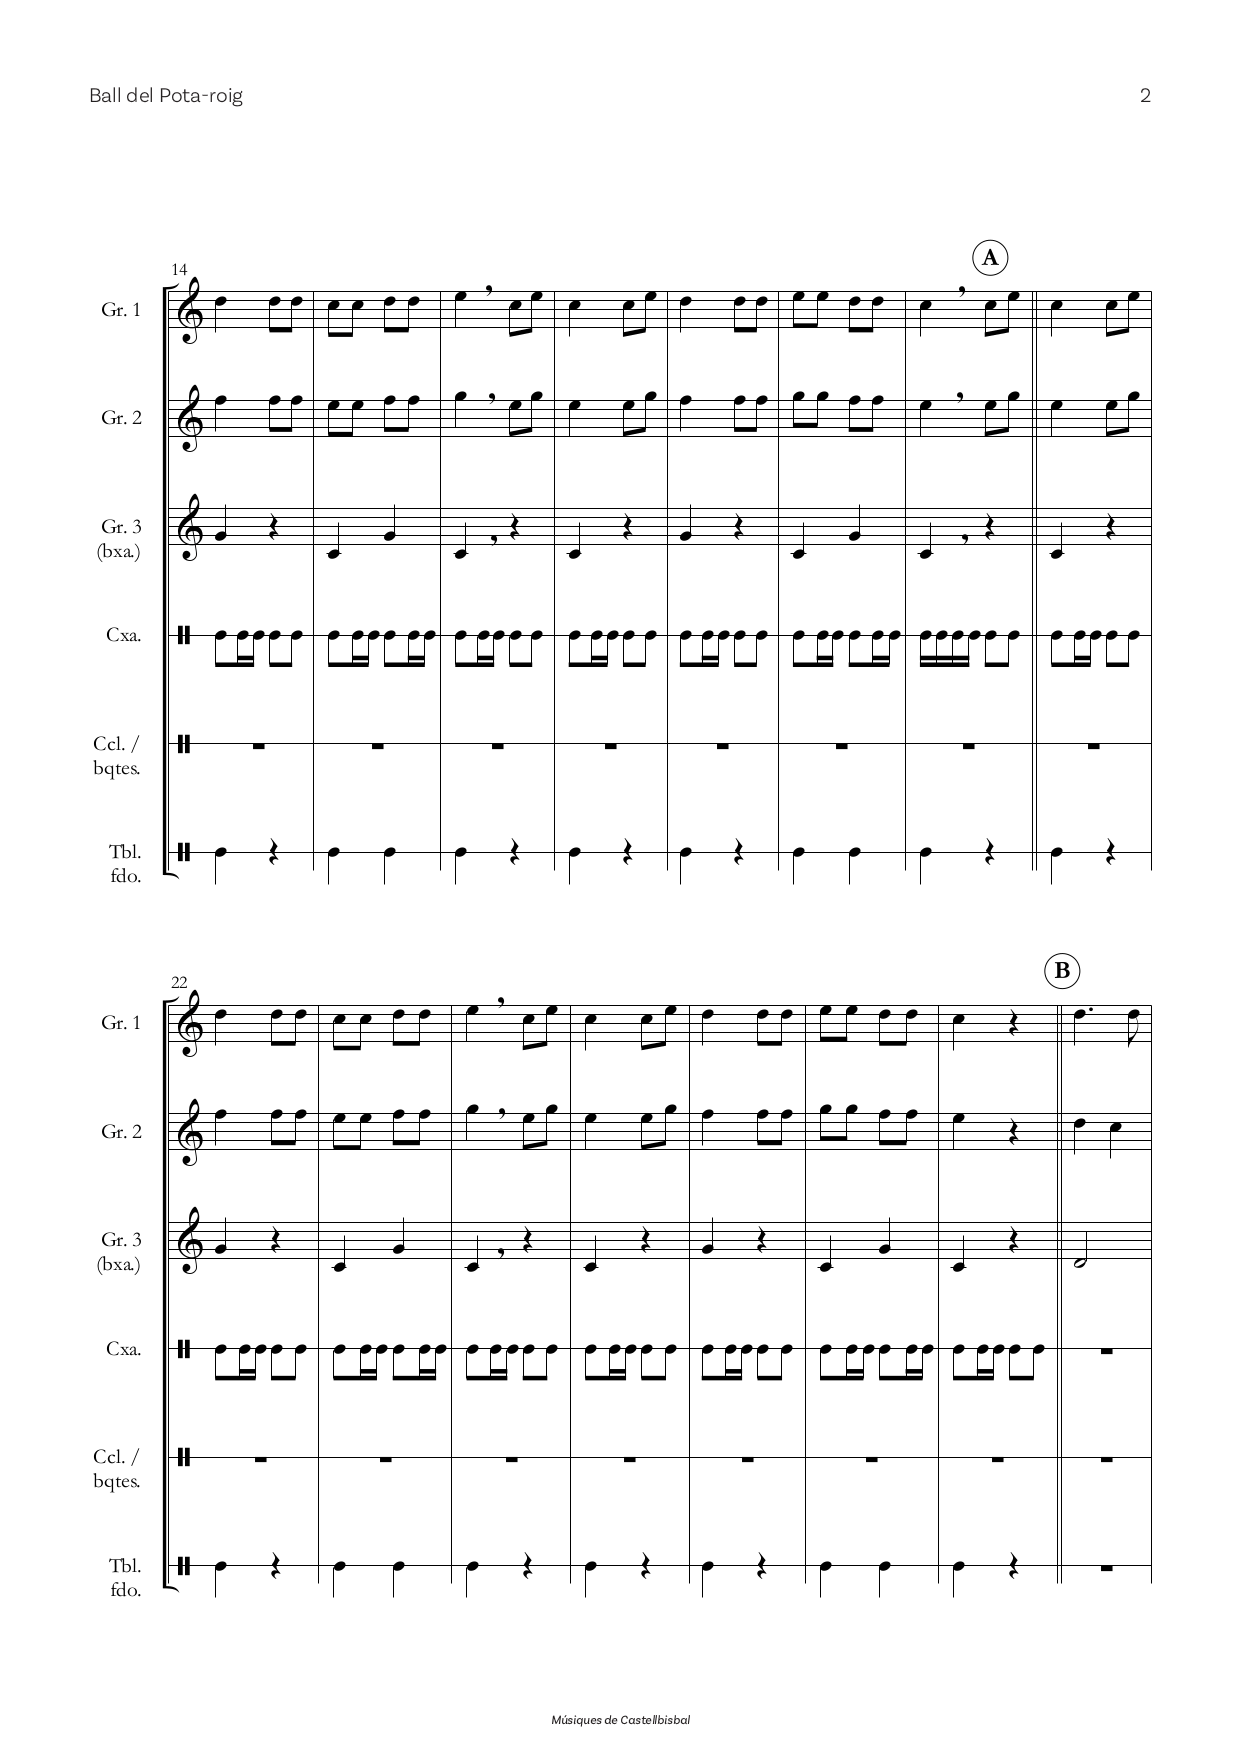 Ball del Pota-roig 2
A
14
Gr. 1
Gr. 2
Gr. 3
(bxa.)
Cxa.
Ccl. /
bqtes.
Tbl.
fdo.
B
22
Gr. 1
Gr. 2
Gr. 3
(bxa.)
Cxa.
Ccl. /
bqtes.
Tbl.
fdo.
Músiques de Castellbisbal